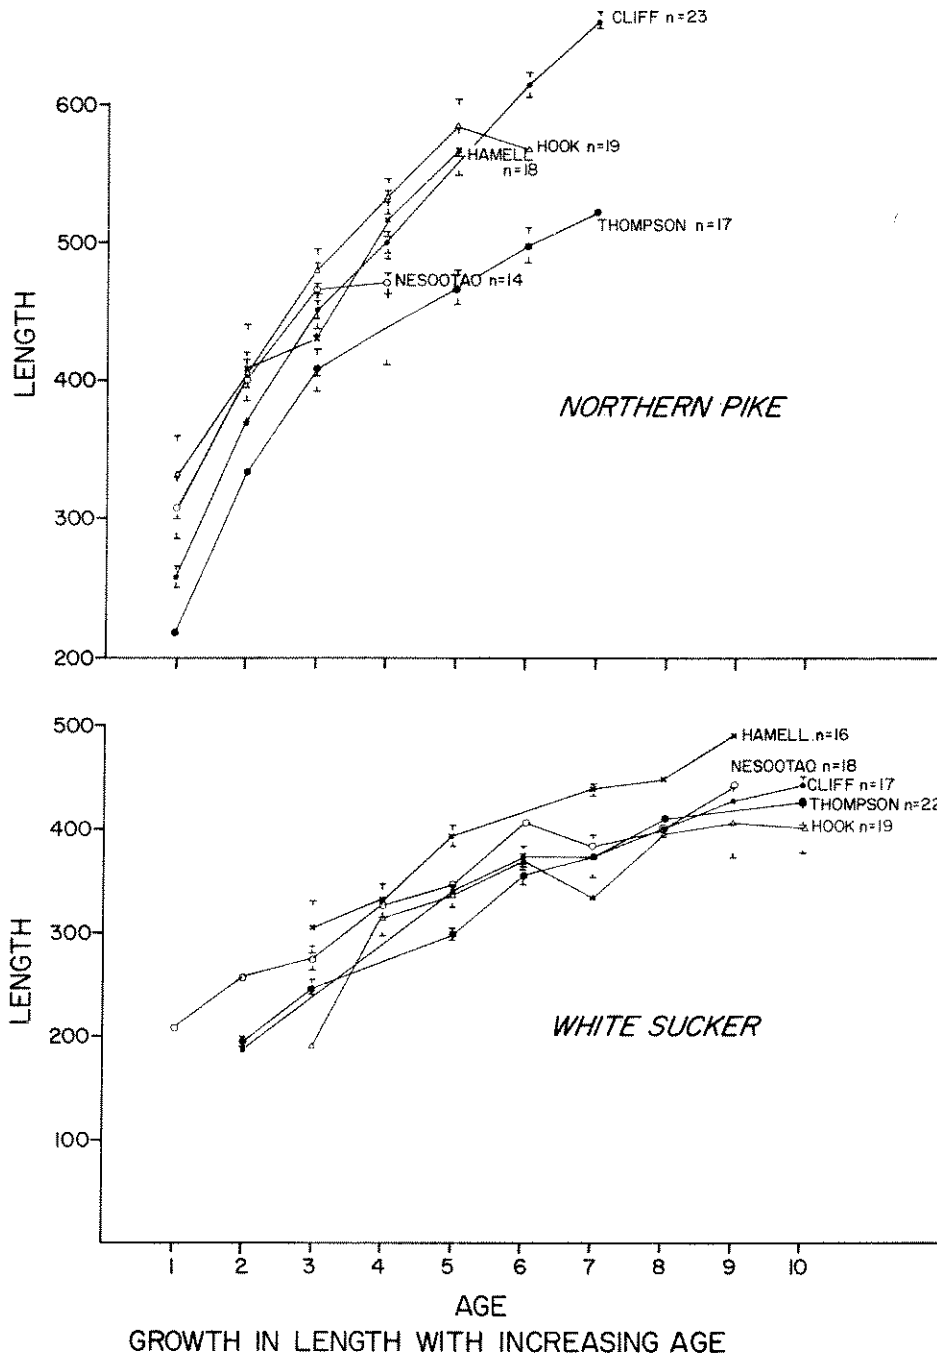 CLIFF n=23
600
HOOK n=19
HAMELL
n=18
THOMPSON n=17
500
NESOOTAO n=14
LENGTH
400
NORTHERN PIKE
300
200
500
HAMELL n=16
NESOOTAO n=18
CLIFF n=17
THOMPSON n=22
400
HOOK n=19
LENGTH
300
200
WHITE SUCKER
100
1 2 3 4 5 6 7 8 9 10
AGE
GROWTH IN LENGTH WITH INCREASING AGE